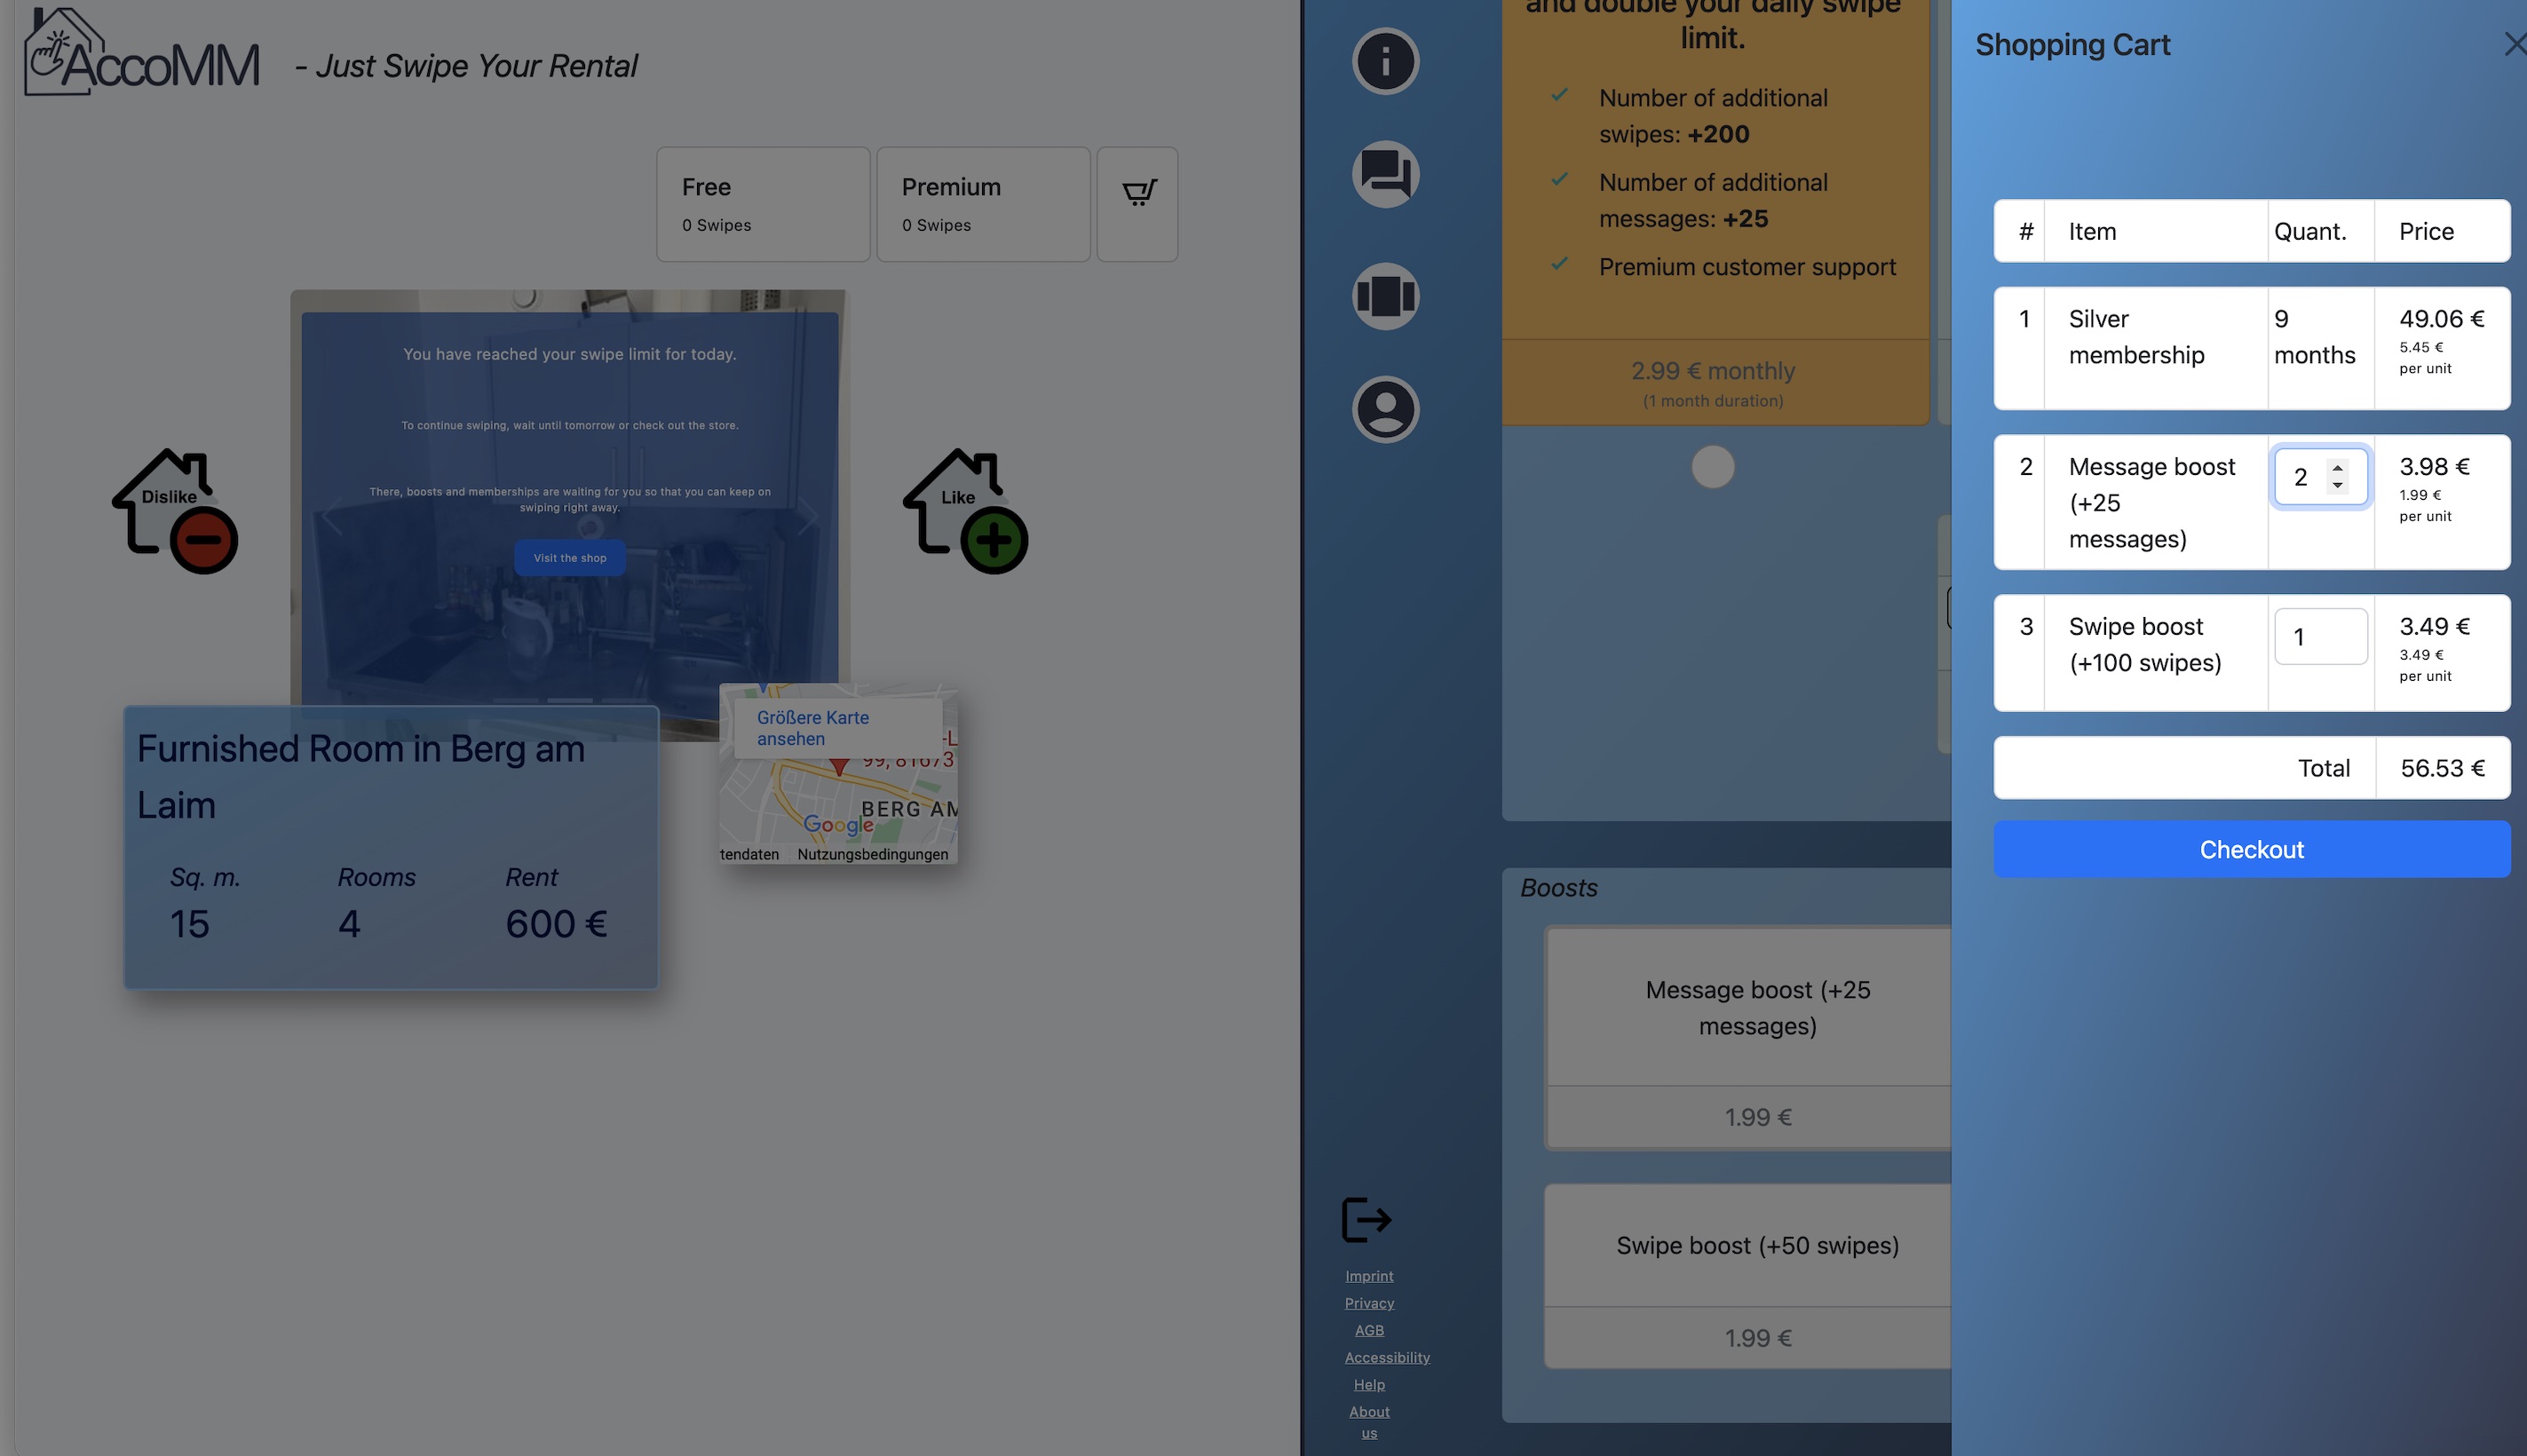 AccoMM
- Just Swipe Your Rental
Free
0 Swipes
Premium
0 Swipes
You have reached your swipe limit for today.
To continue swiping, wait until tomorrow or check out the store.
There, boosts and memberships are waiting for you so that you can keep on
swiping right away.
Visit the shop
Dislike
Like
Größere Karte
ansehen
99, 81673
BERG AM
Google
tendaten Nutzungsbedingungen
Furnished Room in Berg am
Laim
Sq. m. Rooms Rent
15 4 600 €
and double your daily swipe
limit.
Number of additional
swipes: +200
Number of additional
messages: +25
Premium customer support
2.99 € monthly
(1 month duration)
Boosts
Message boost (+25
messages)
1.99 €
Swipe boost (+50 swipes)
1.99 €
Imprint
Privacy
AGB
Accessibility
Help
About
us
Shopping Cart
# Item Quant. Price
1 Silver 9 49.06 €
membership months 5.45 €
per unit
2 Message boost 2 3.98 €
(+25 1.99 €
messages) per unit
3 Swipe boost 1 3.49 €
(+100 swipes) 3.49 €
per unit
Total 56.53 €
Checkout